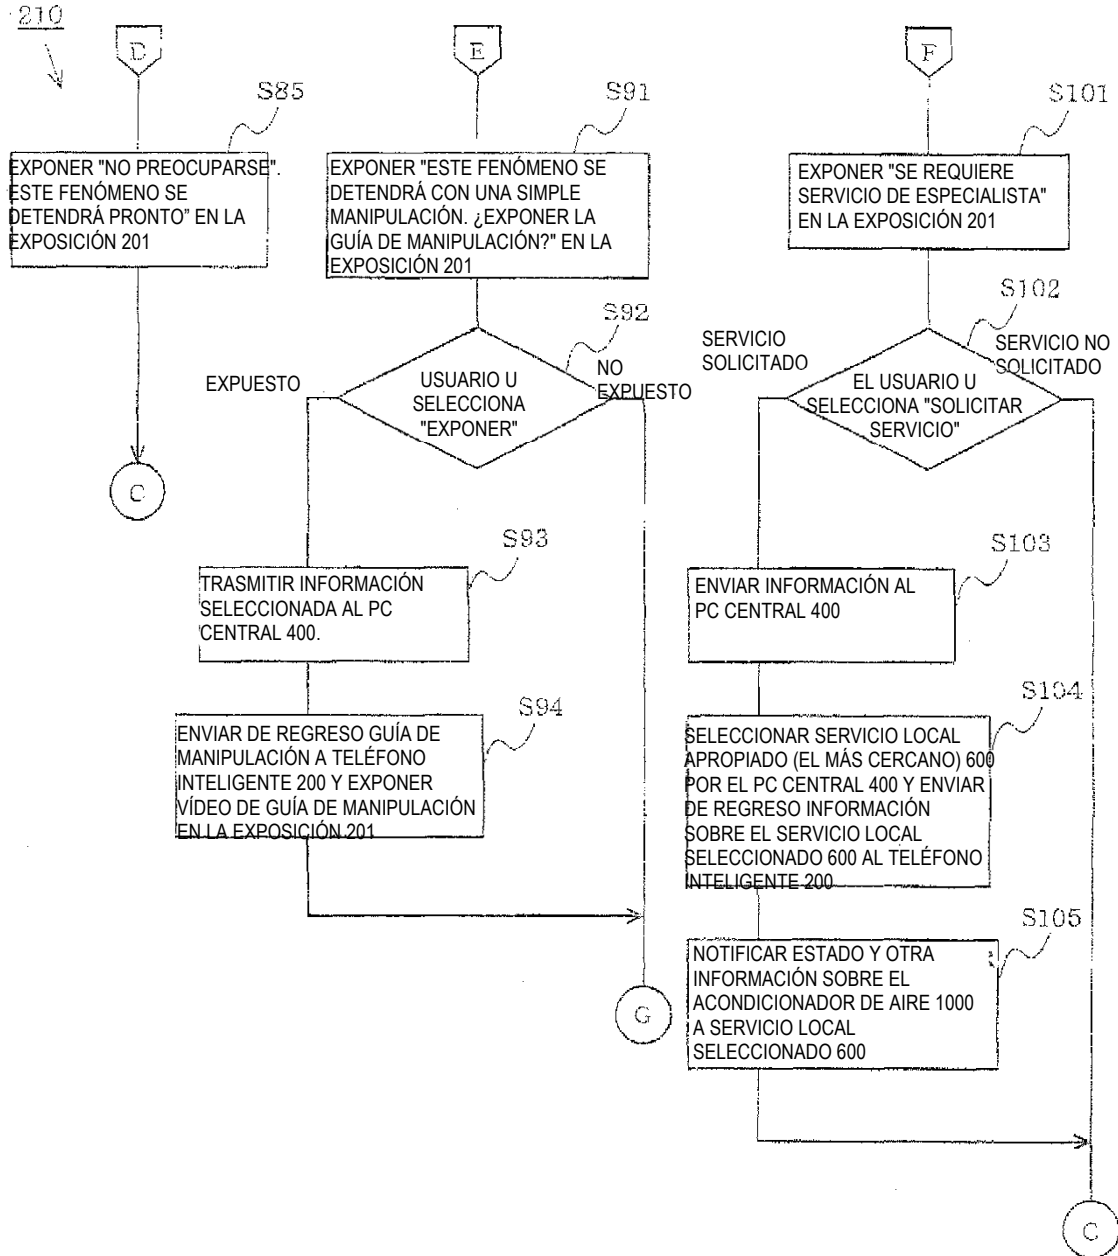 210
D
E
F
S85
S91
S101
EXPONER "NO PREOCUPARSE".
ESTE FENÓMENO SE
DETENDRÁ PRONTO" EN LA
EXPOSICIÓN 201
EXPONER "ESTE FENÓMENO SE
DETENDRÁ CON UNA SIMPLE
MANIPULACIÓN. ¿EXPONER LA
GUÍA DE MANIPULACIÓN?" EN LA
EXPOSICIÓN 201
EXPONER "SE REQUIERE
SERVICIO DE ESPECIALISTA"
EN LA EXPOSICIÓN 201
S92
EXPUESTO
NO
EXPUESTO
USUARIO U
SELECCIONA
"EXPONER"
S102
SERVICIO
SOLICITADO
SERVICIO NO
SOLICITADO
EL USUARIO U
SELECCIONA "SOLICITAR
SERVICIO"
C
S93
TRASMITIR INFORMACIÓN
SELECCIONADA AL PC
CENTRAL 400.
S103
ENVIAR INFORMACIÓN AL
PC CENTRAL 400
S94
ENVIAR DE REGRESO GUÍA DE
MANIPULACIÓN A TELÉFONO
INTELIGENTE 200 Y EXPONER
VÍDEO DE GUÍA DE MANIPULACIÓN
EN LA EXPOSICIÓN 201
S104
SELECCIONAR SERVICIO LOCAL
APROPIADO (EL MÁS CERCANO) 600
POR EL PC CENTRAL 400 Y ENVIAR
DE REGRESO INFORMACIÓN
SOBRE EL SERVICIO LOCAL
SELECCIONADO 600 AL TELÉFONO
INTELIGENTE 200
S105
NOTIFICAR ESTADO Y OTRA
INFORMACIÓN SOBRE EL
ACONDICIONADOR DE AIRE 1000
A SERVICIO LOCAL
SELECCIONADO 600
G
C